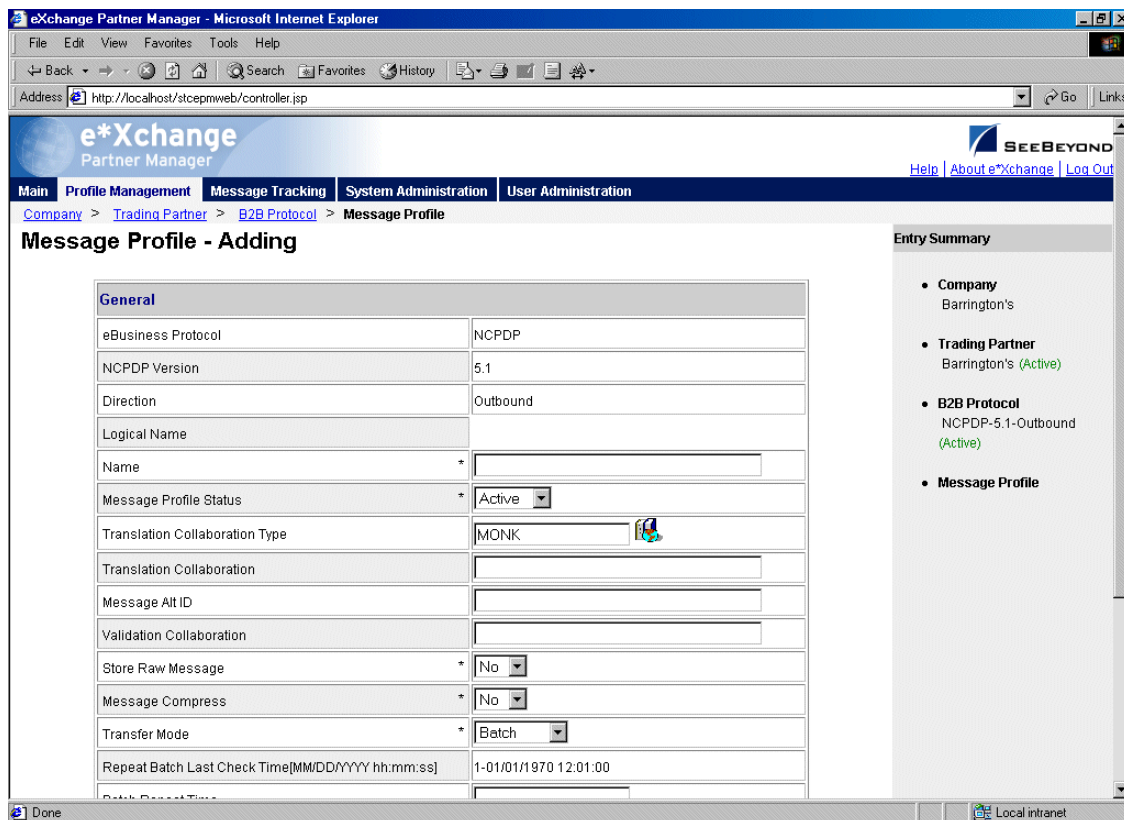 eXchange Partner Manager - Microsoft Internet Explorer
File Edit View Favorites Tools Help
Back Search Favorites History
Address http://localhost/stcepmweb/controller.jsp Go Links
e*Xchange
Partner Manager
SEEBEYOND
Help | About e*Xchange | Log Out
Main Profile Management Message Tracking System Administration User Administration
Company > Trading Partner > B2B Protocol > Message Profile
Message Profile - Adding
General
eBusiness Protocol NCPDP
NCPDP Version 5.1
Direction Outbound
Logical Name
Name *
Message Profile Status * Active
Translation Collaboration Type MONK
Translation Collaboration
Message Alt ID
Validation Collaboration
Store Raw Message * No
Message Compress * No
Transfer Mode * Batch
Repeat Batch Last Check Time[MM/DD/YYYY hh:mm:ss] 1-01/01/1970 12:01:00
Batch Repeat Time
Entry Summary
• Company
Barrington's
• Trading Partner
Barrington's (Active)
• B2B Protocol
NCPDP-5.1-Outbound
(Active)
• Message Profile
Done Local intranet